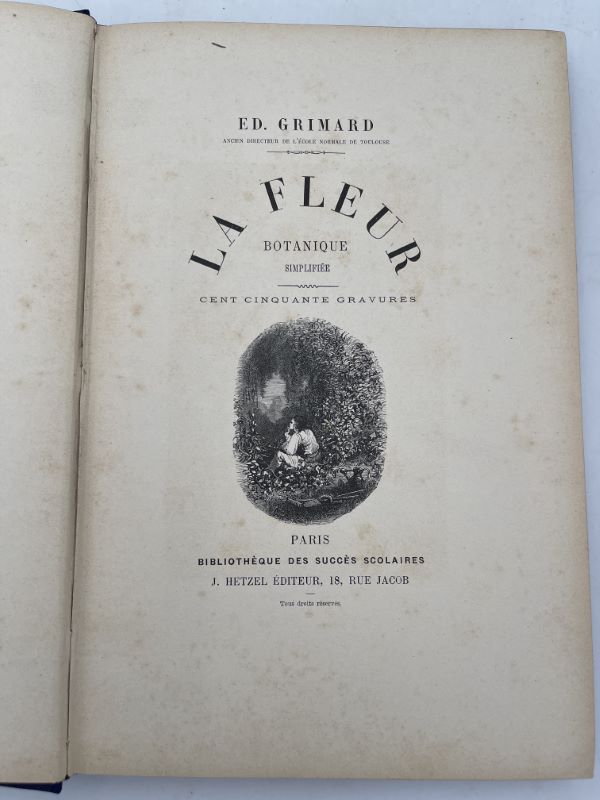 ED. GRIMARD
ANCIEN DIRECTEUR DE L'ÉCOLE NORMALE DE TOULOUSE
LA FLEUR
BOTANIQUE
SIMPLIFIÉE
CENT CINQUANTE GRAVURES
PARIS
BIBLIOTHÈQUE DES SUCCÈS SCOLAIRES
J. HETZEL ÉDITEUR, 18, RUE JACOB
Tous droits réservés.